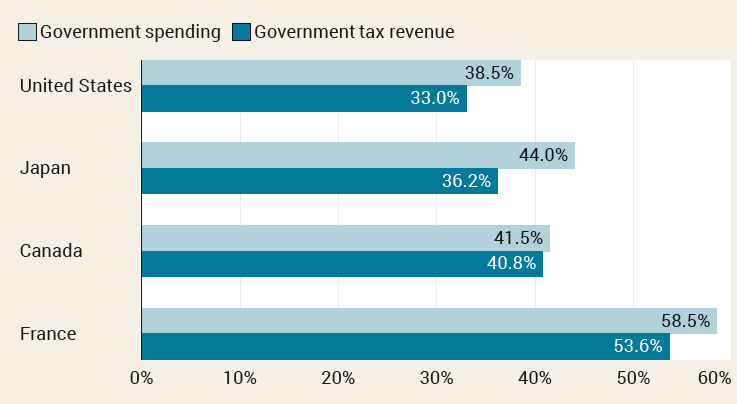 Government spending Government tax revenue
United States
38.5%
33.0%
Japan
44.0%
36.2%
Canada
41.5%
40.8%
France
58.5%
53.6%
0% 10% 20% 30% 40% 50% 60%